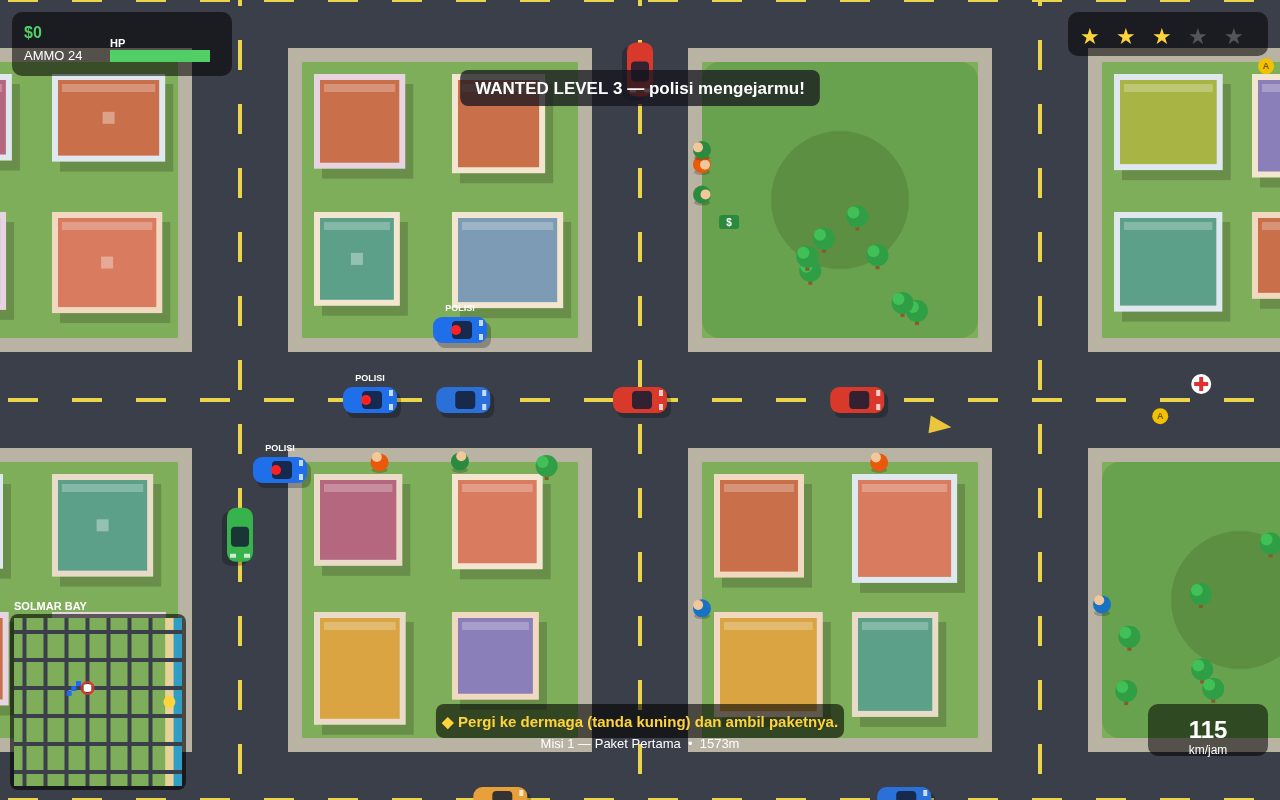 $0
HP
AMMO 24
★ ★ ★ ★ ★
A
WANTED LEVEL 3 — polisi mengejarmu!
$
POLISI
POLISI
A
POLISI
SOLMAR BAY
◆ Pergi ke dermaga (tanda kuning) dan ambil paketnya.
Misi 1 — Paket Pertama • 1573m
115
km/jam